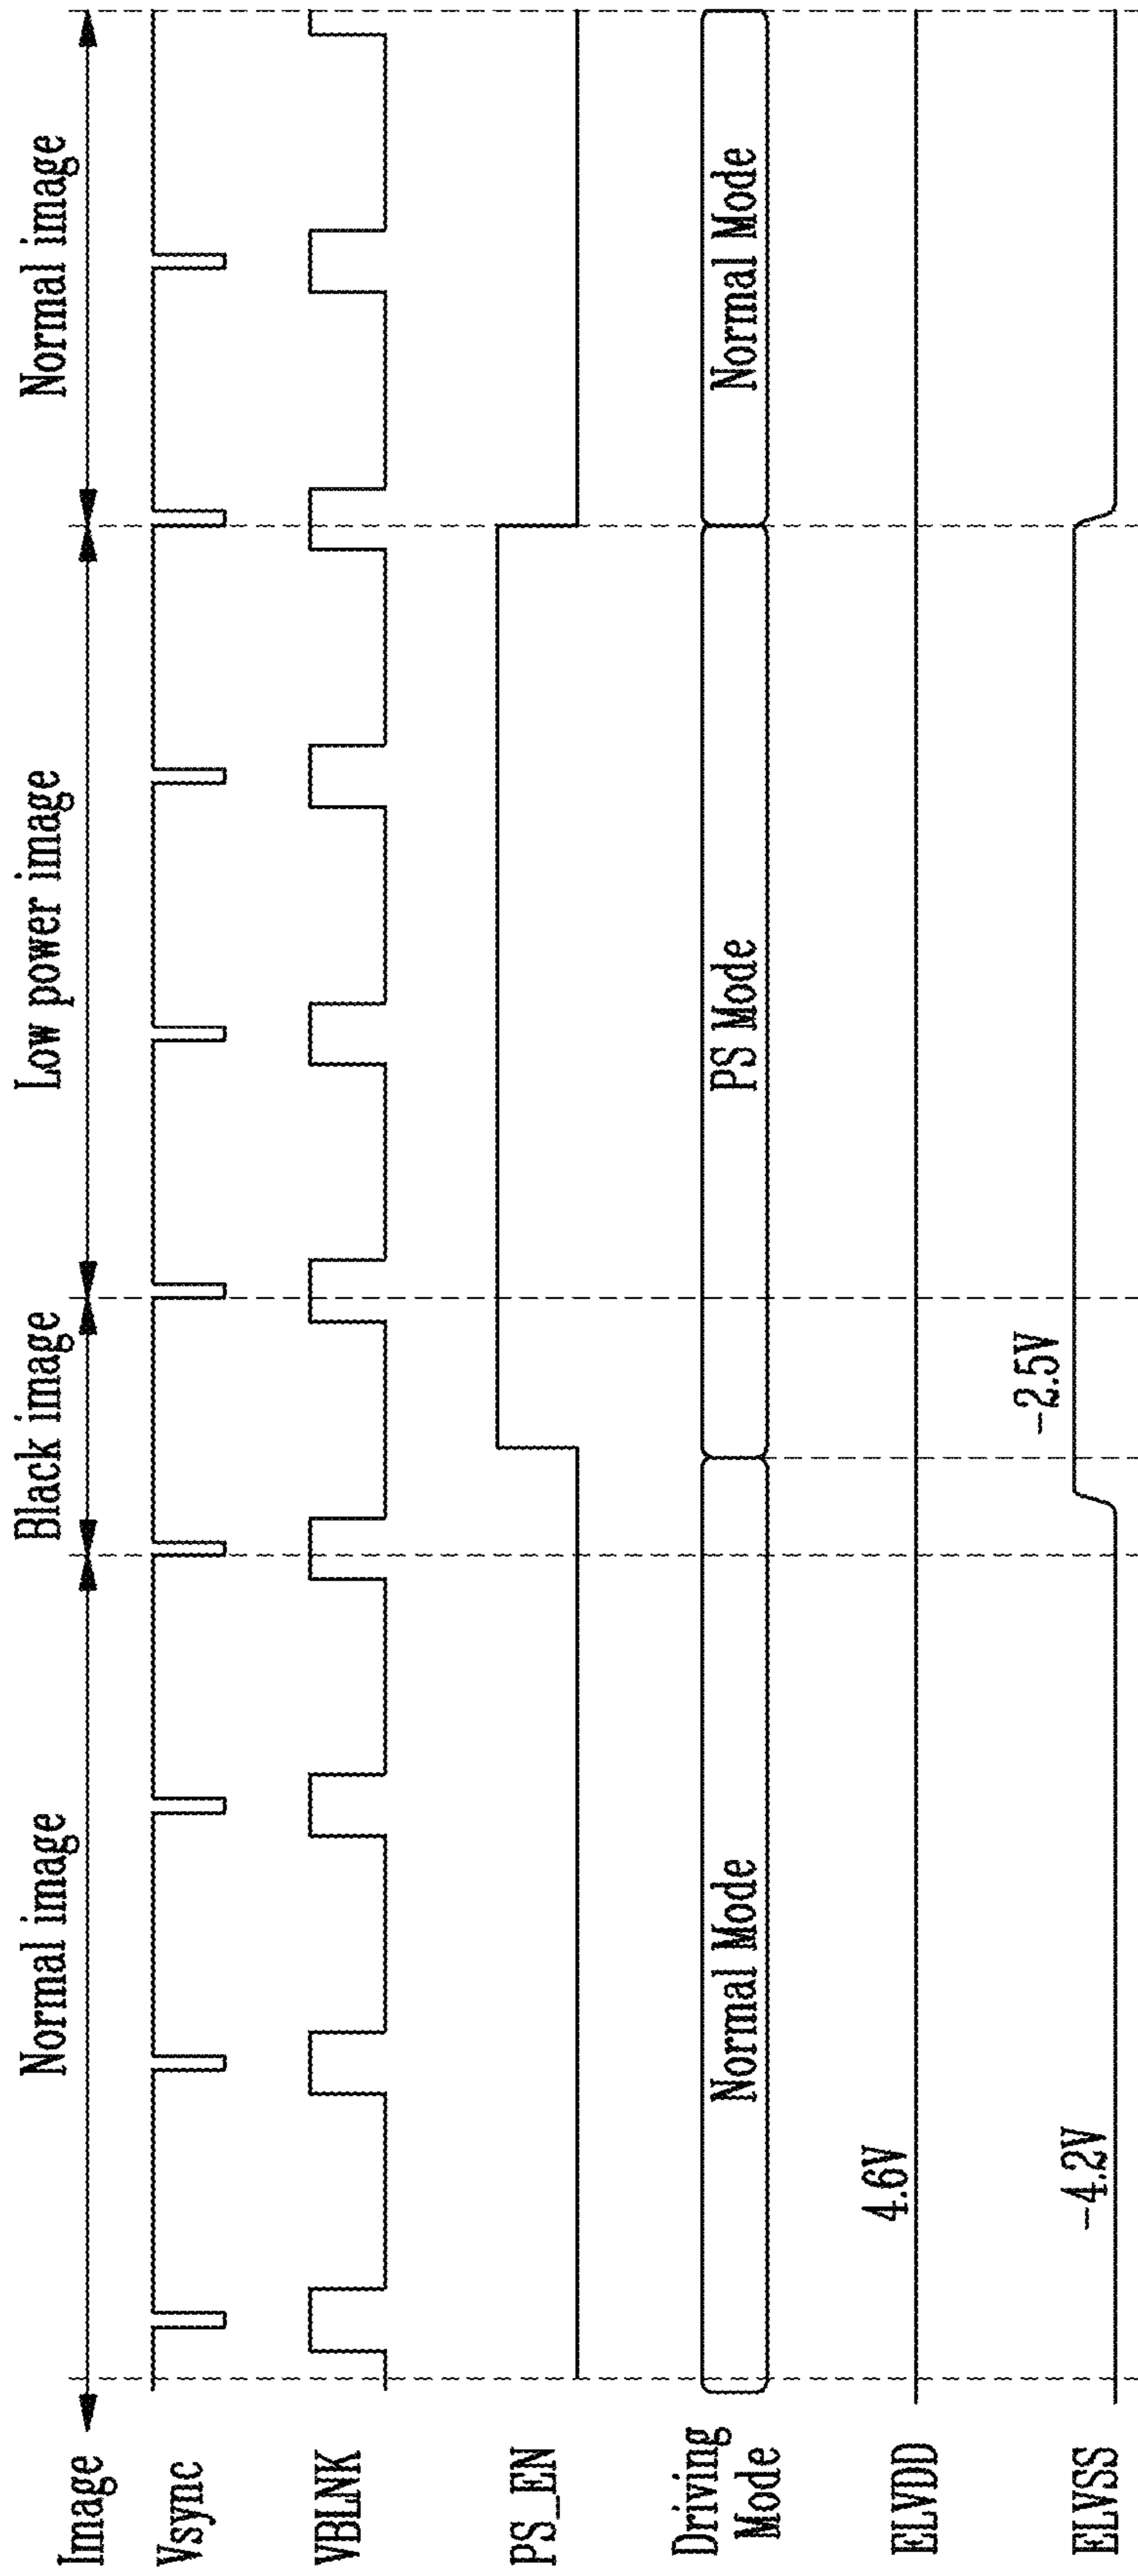 Image
Normal image
Black image
Low power image
Normal image
Vsync
VBLNK
PS_EN
Driving
Mode
Normal Mode
PS Mode
Normal Mode
ELVDD
4.6V
ELVSS
-4.2V
-2.5V